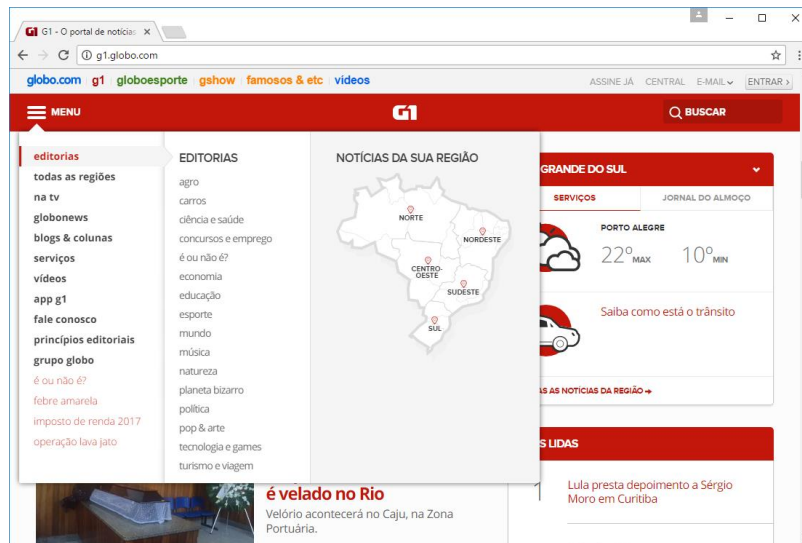 G1 - O portal de notícias
g1.globo.com
globo.com g1 globoesporte gshow famosos & etc vídeos
ASSINE JÁ CENTRAL E-MAIL ENTRAR
MENU
G1
BUSCAR
editorias
todas as regiões
na tv
globonews
blogs & colunas
serviços
vídeos
app g1
fale conosco
princípios editoriais
grupo globo
é ou não é?
febre amarela
imposto de renda 2017
operação lava jato
EDITORIAS
agro
carros
ciência e saúde
concursos e emprego
é ou não é?
economia
educação
esporte
mundo
música
natureza
planeta bizarro
política
pop & arte
tecnologia e games
turismo e viagem
NOTÍCIAS DA SUA REGIÃO
NORTE
NORDESTE
CENTRO-
OESTE
SUDESTE
SUL
GRANDE DO SUL
SERVIÇOS JORNAL DO ALMOÇO
PORTO ALEGRE
22º MAX 10º MIN
Saiba como está o trânsito
AS NOTÍCIAS DA REGIÃO
LIDAS
1
Lula presta depoimento a Sérgio
Moro em Curitiba
é velado no Rio
Velório acontecerá no Caju, na Zona
Portuária.